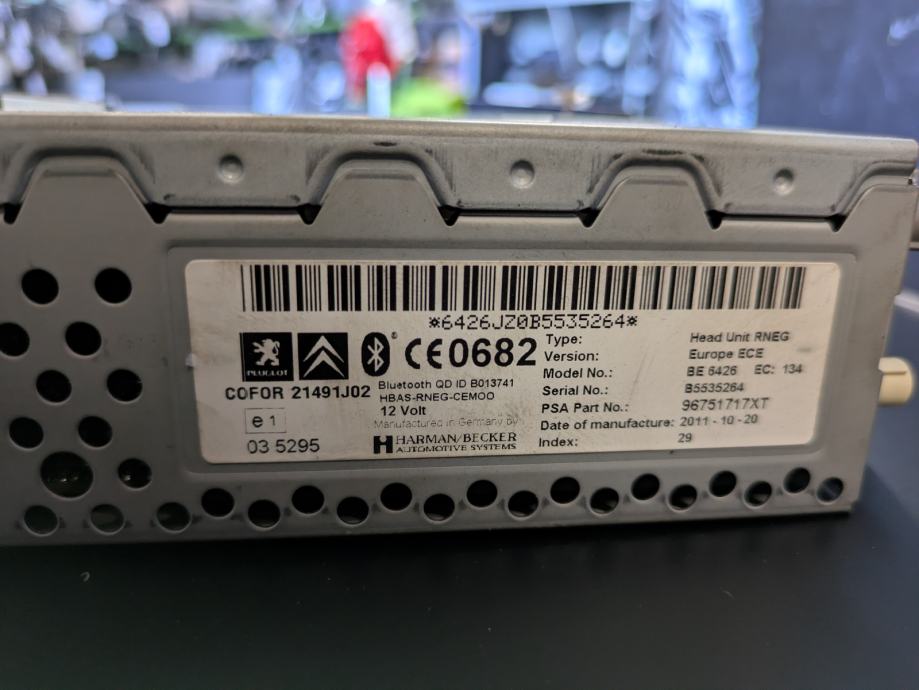 *6426JZ0B5535264*
PEUGEOT
CE0682
COFOR 21491J02
Bluetooth QD ID B013741
HBAS-RNEG-CEMOO
12 Volt
Manufactured in Germany by
HARMAN/BECKER
AUTOMOTIVE SYSTEMS
e1
03 5295
Type: Head Unit RNEG
Version: Europe ECE
Model No.: BE 6426 EC: 134
Serial No.: B5535264
PSA Part No.: 96751717XT
Date of manufacture: 2011-10-20
Index: 29